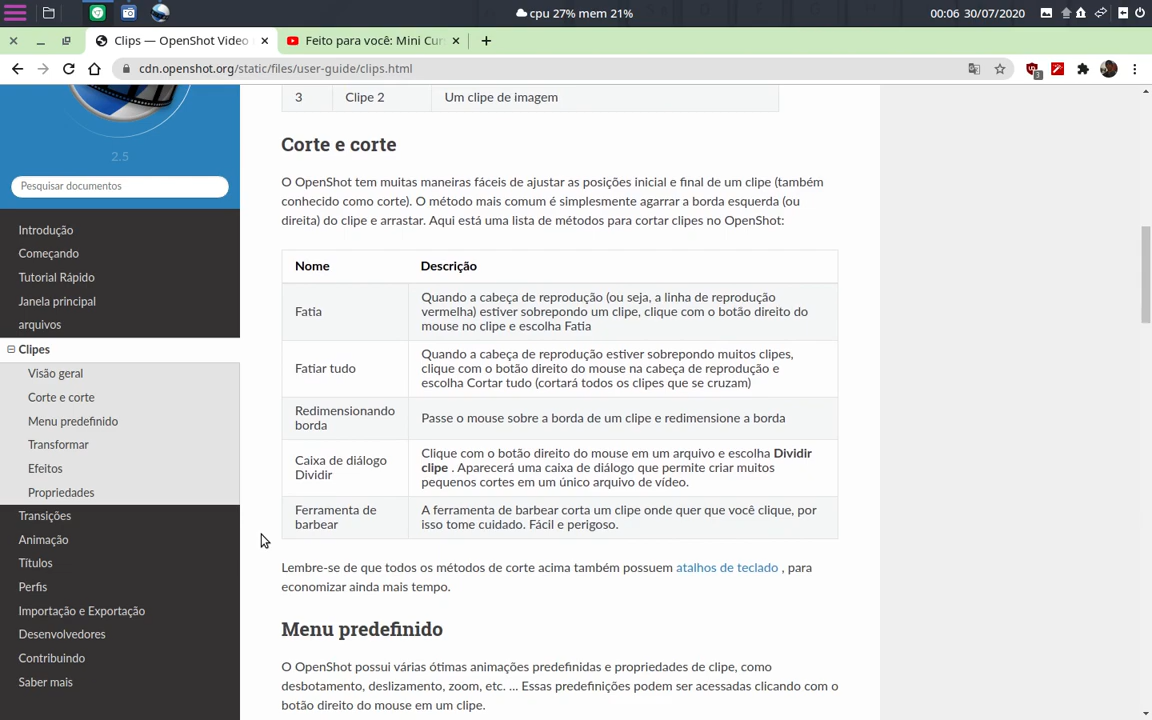 cpu 27% mem 21%
00:06 30/07/2020
Clips — OpenShot Video
Feito para você: Mini Cur
cdn.openshot.org/static/files/user-guide/clips.html
3
2.5
Pesquisar documentos
Introdução
Começando
Tutorial Rápido
Janela principal
arquivos
Clipes
Visão geral
Corte e corte
Menu predefinido
Transformar
Efeitos
Propriedades
Transições
Animação
Títulos
Perfis
Importação e Exportação
Desenvolvedores
Contribuindo
Saber mais
3 Clipe 2 Um clipe de imagem
Corte e corte
O OpenShot tem muitas maneiras fáceis de ajustar as posições inicial e final de um clipe (também
conhecido como corte). O método mais comum é simplesmente agarrar a borda esquerda (ou
direita) do clipe e arrastar. Aqui está uma lista de métodos para cortar clipes no OpenShot:
Nome Descrição
Fatia
Quando a cabeça de reprodução (ou seja, a linha de reprodução
vermelha) estiver sobrepondo um clipe, clique com o botão direito do
mouse no clipe e escolha Fatia
Fatiar tudo
Quando a cabeça de reprodução estiver sobrepondo muitos clipes,
clique com o botão direito do mouse na cabeça de reprodução e
escolha Cortar tudo (cortará todos os clipes que se cruzam)
Redimensionando
borda
Passe o mouse sobre a borda de um clipe e redimensione a borda
Caixa de diálogo
Dividir
Clique com o botão direito do mouse em um arquivo e escolha Dividir
clipe . Aparecerá uma caixa de diálogo que permite criar muitos
pequenos cortes em um único arquivo de vídeo.
Ferramenta de
barbear
A ferramenta de barbear corta um clipe onde quer que você clique, por
isso tome cuidado. Fácil e perigoso.
Lembre-se de que todos os métodos de corte acima também possuem atalhos de teclado , para
economizar ainda mais tempo.
Menu predefinido
O OpenShot possui várias ótimas animações predefinidas e propriedades de clipe, como
desbotamento, deslizamento, zoom, etc. ... Essas predefinições podem ser acessadas clicando com o
botão direito do mouse em um clipe.